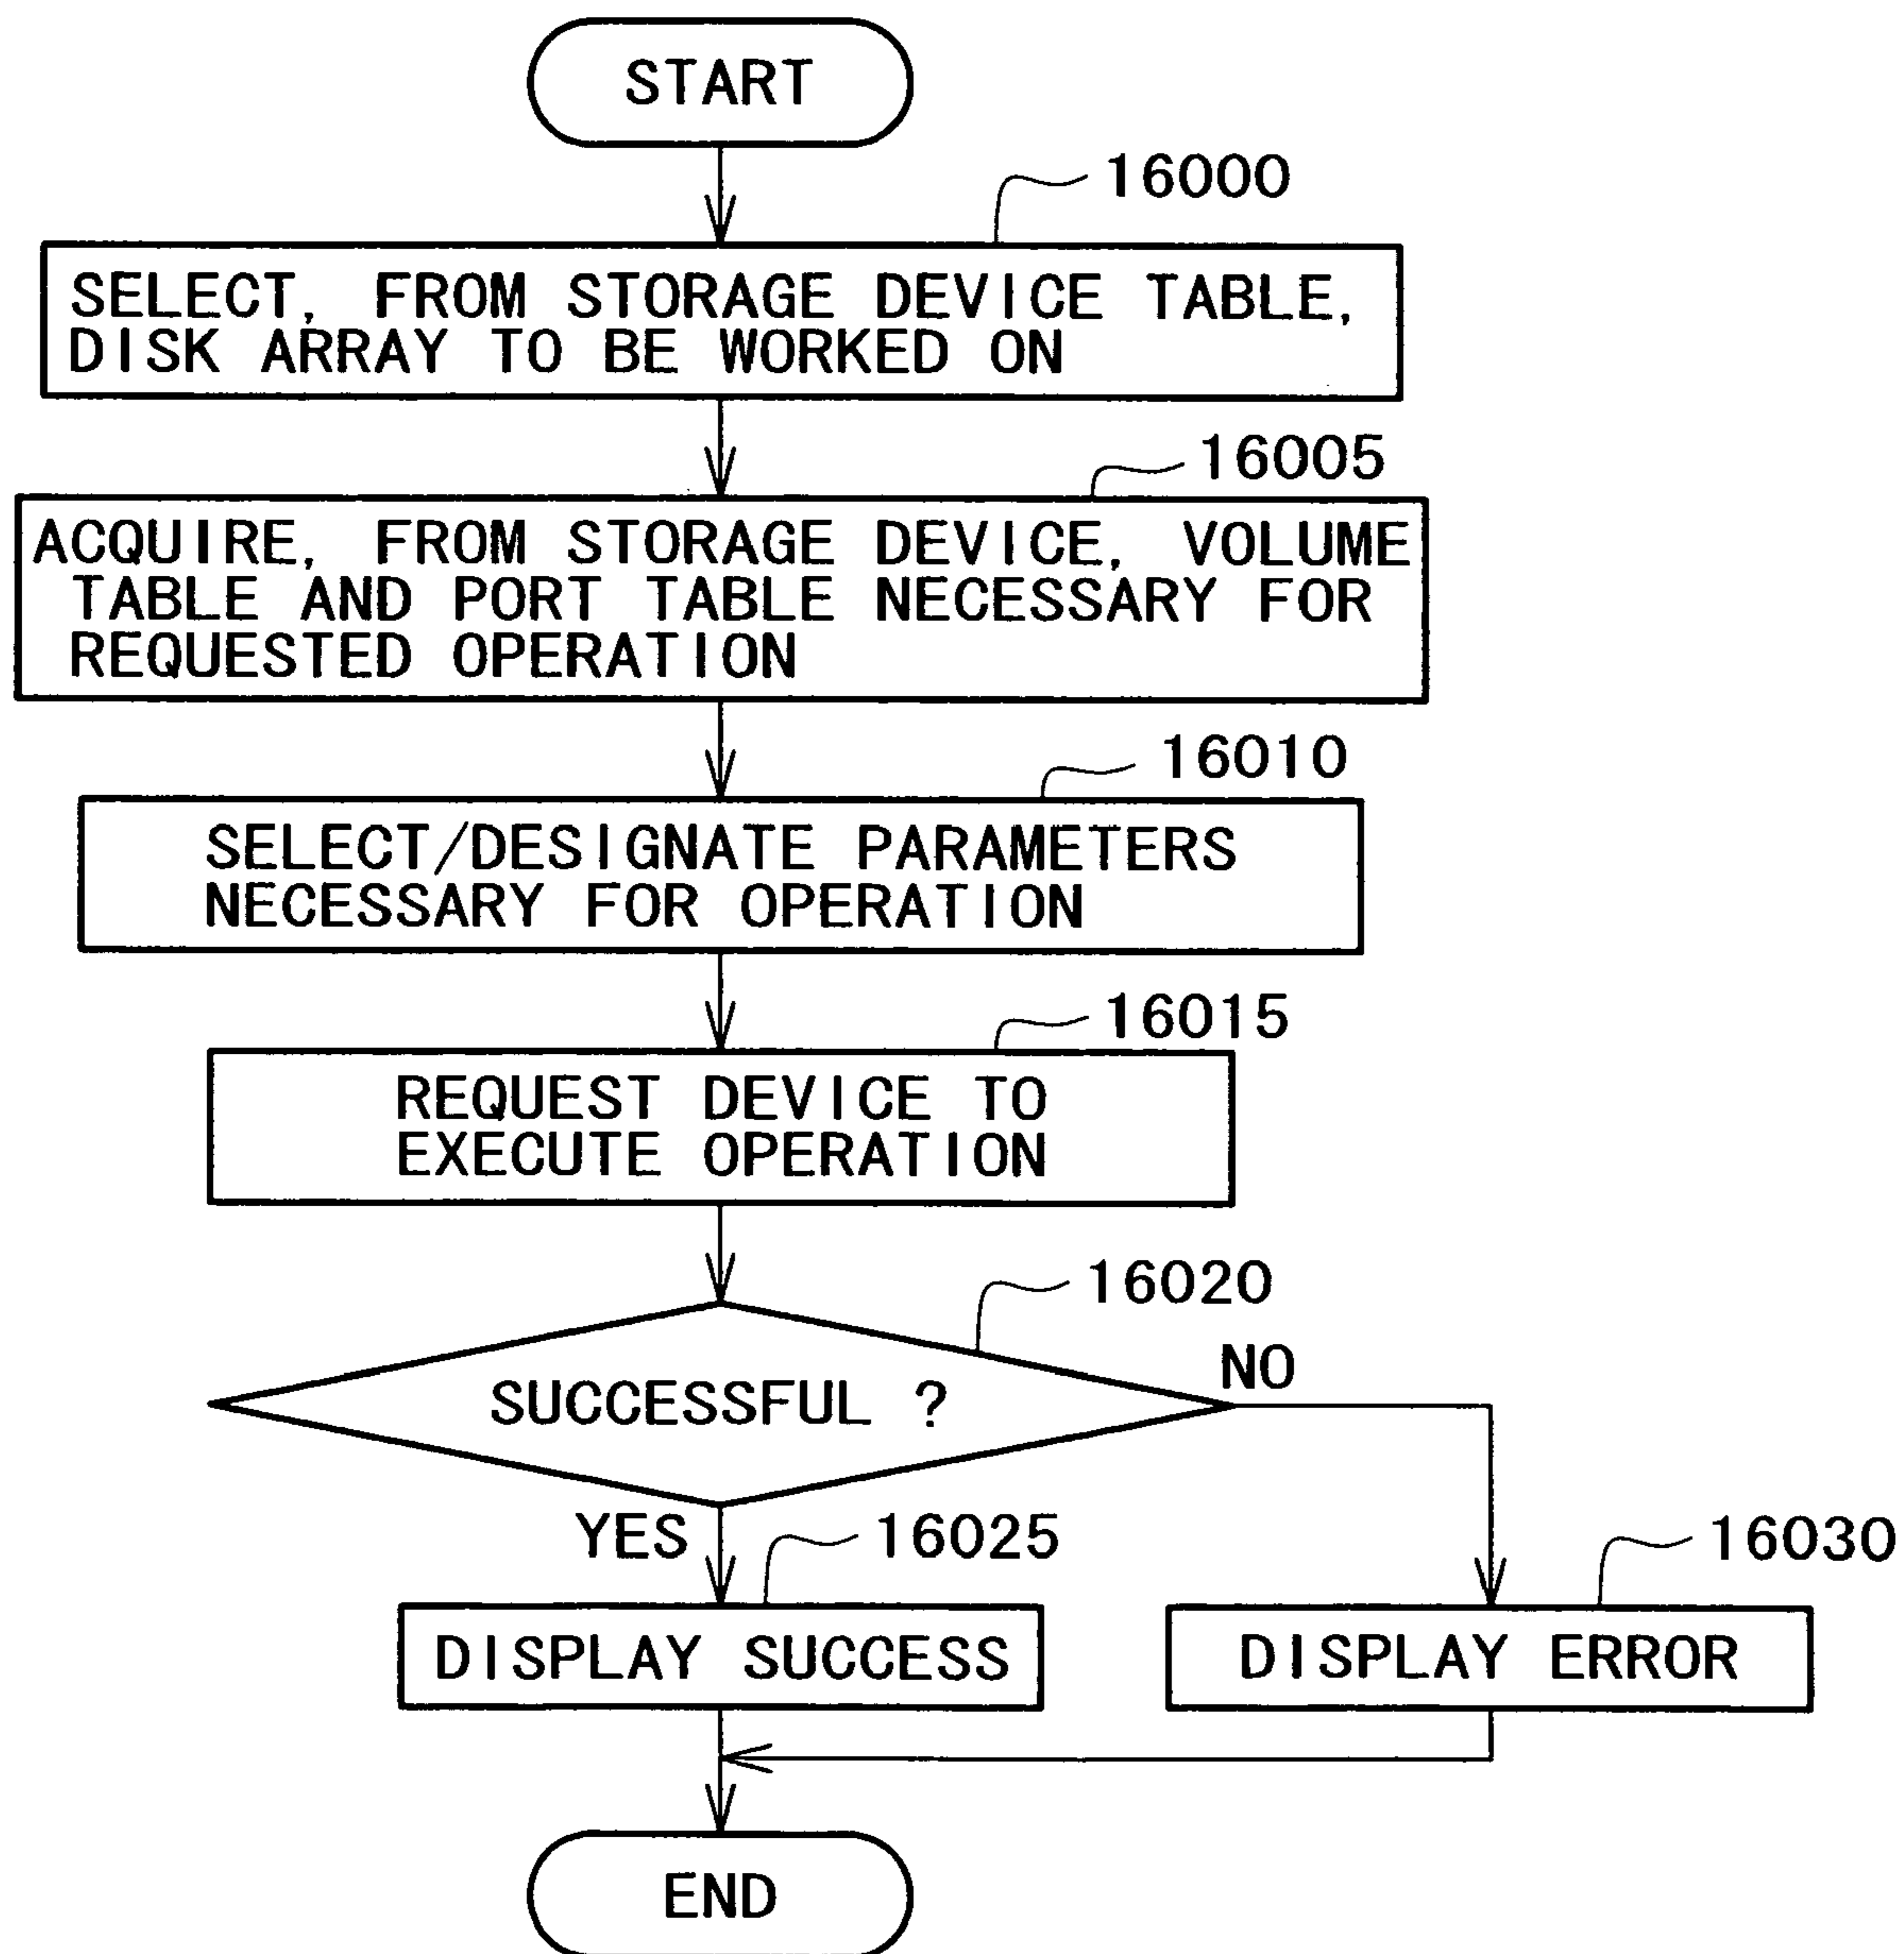 START
16000
SELECT, FROM STORAGE DEVICE TABLE,
DISK ARRAY TO BE WORKED ON
16005
ACQUIRE, FROM STORAGE DEVICE, VOLUME
TABLE AND PORT TABLE NECESSARY FOR
REQUESTED OPERATION
16010
SELECT/DESIGNATE PARAMETERS
NECESSARY FOR OPERATION
16015
REQUEST DEVICE TO
EXECUTE OPERATION
16020
NO
SUCCESSFUL ?
YES
16025
16030
DISPLAY SUCCESS
DISPLAY ERROR
END